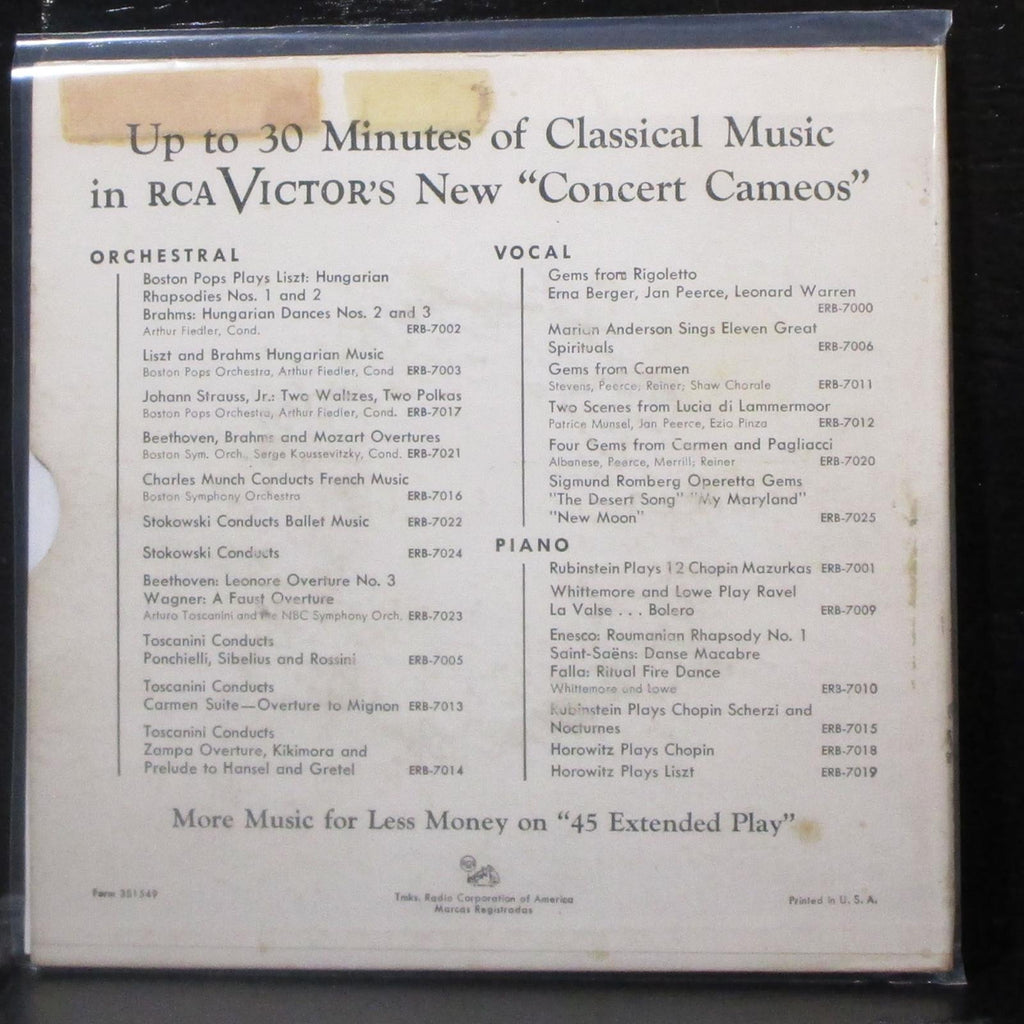 Up to 30 Minutes of Classical Music
in RCA VICTOR'S New "Concert Cameos"
ORCHESTRAL
Boston Pops Plays Liszt: Hungarian
Rhapsodies Nos. 1 and 2
Brahms: Hungarian Dances Nos. 2 and 3
Arthur Fiedler, Cond. ERB-7002
Liszt and Brahms Hungarian Music
Boston Pops Orchestra, Arthur Fiedler, Cond ERB-7003
Johann Strauss, Jr.: Two Waltzes, Two Polkas
Boston Pops Orchestra, Arthur Fiedler, Cond. ERB-7017
Beethoven, Brahms and Mozart Overtures
Boston Sym. Orch., Serge Koussevitzky, Cond. ERB-7021
Charles Munch Conducts French Music
Boston Symphony Orchestra ERB-7016
Stokowski Conducts Ballet Music ERB-7022
Stokowski Conducts ERB-7024
Beethoven: Leonore Overture No. 3
Wagner: A Faust Overture
Arturo Toscanini and the NBC Symphony Orch. ERB-7023
Toscanini Conducts
Ponchielli, Sibelius and Rossini ERB-7005
Toscanini Conducts
Carmen Suite—Overture to Mignon ERB-7013
Toscanini Conducts
Zampa Overture, Kikimora and
Prelude to Hansel and Gretel ERB-7014
VOCAL
Gems from Rigoletto
Erna Berger, Jan Peerce, Leonard Warren
ERB-7000
Marian Anderson Sings Eleven Great
Spirituals ERB-7006
Gems from Carmen
Stevens, Peerce; Reiner; Shaw Chorale ERB-7011
Two Scenes from Lucia di Lammermoor
Patrice Munsel, Jan Peerce, Ezio Pinza ERB-7012
Four Gems from Carmen and Pagliacci
Albanese, Peerce, Merrill; Reiner ERB-7020
Sigmund Romberg Operetta Gems
"The Desert Song" "My Maryland"
"New Moon" ERB-7025
PIANO
Rubinstein Plays 12 Chopin Mazurkas ERB-7001
Whittemore and Lowe Play Ravel
La Valse . . . Bolero ERB-7009
Enesco: Roumanian Rhapsody No. 1
Saint-Saëns: Danse Macabre
Falla: Ritual Fire Dance
Whittemore and Lowe ERB-7010
Rubinstein Plays Chopin Scherzi and
Nocturnes ERB-7015
Horowitz Plays Chopin ERB-7018
Horowitz Plays Liszt ERB-7019
More Music for Less Money on "45 Extended Play"
Form 3S1549
Tmks. Radio Corporation of America
Marcas Registradas
Printed in U. S. A.